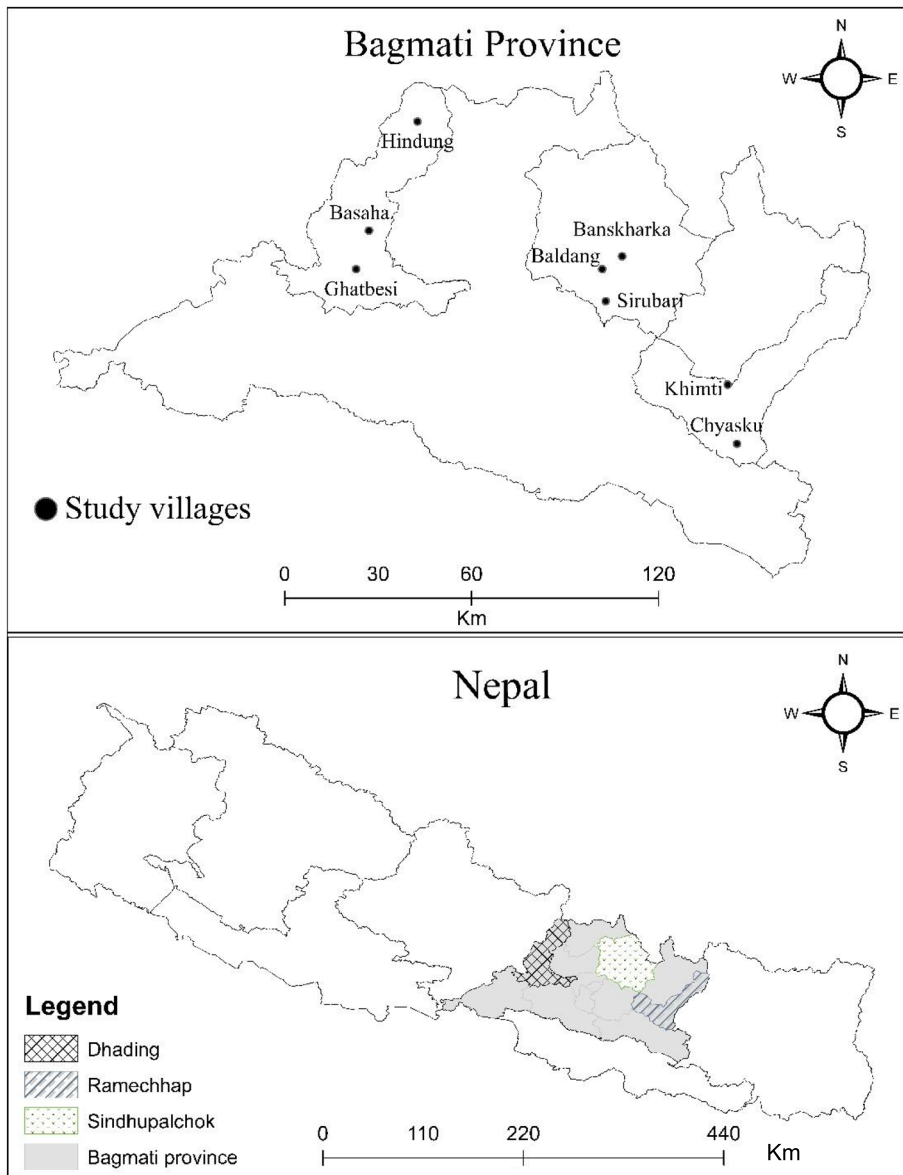 Bagmati Province
N
W E
S
Hindung
Basaha
Banskharka
Baldang
Ghatbesi
Sirubari
Khimti
Chyasku
Study villages
0 30 60 120
Km
Nepal
N
W E
S
Legend
Dhading
Ramechhap
Sindhupalchok
Bagmati province
0 110 220 440 Km